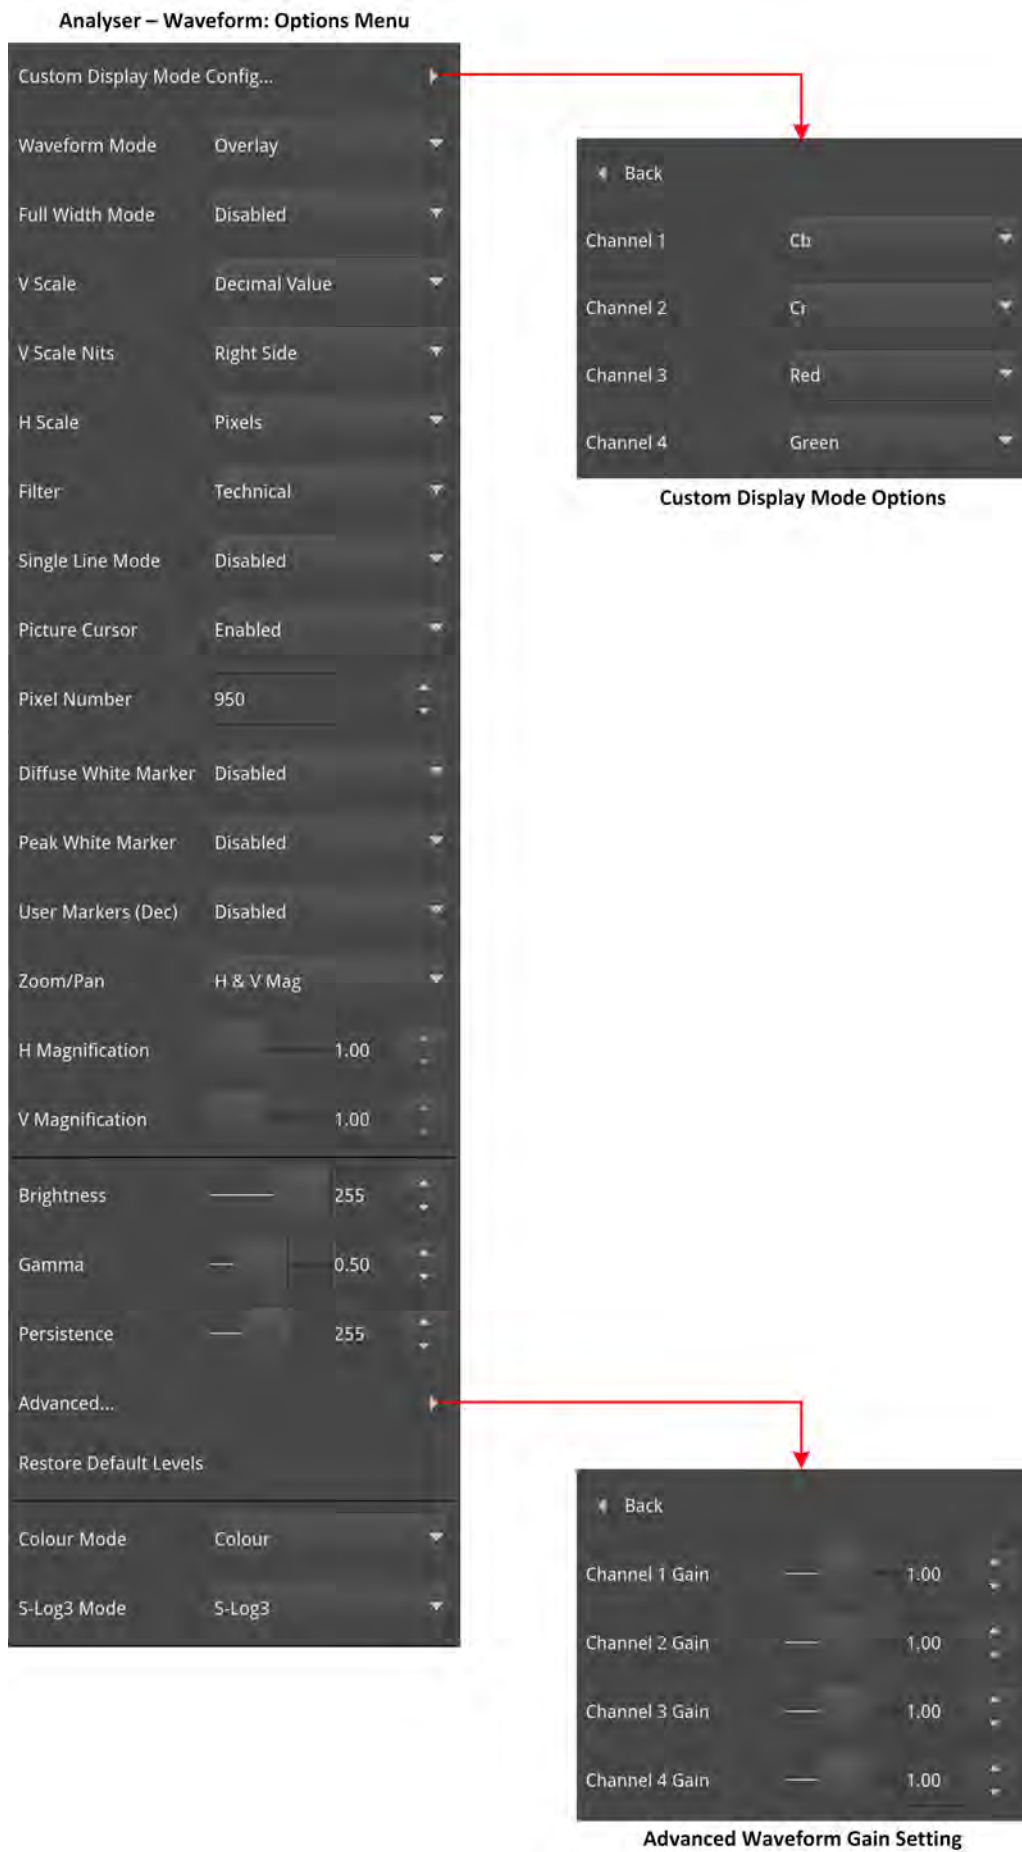 Analyser – Waveform: Options Menu
Custom Display Mode Config...
Waveform Mode Overlay
Full Width Mode Disabled
V Scale Decimal Value
V Scale Nits Right Side
H Scale Pixels
Filter Technical
Single Line Mode Disabled
Picture Cursor Enabled
Pixel Number 950
Diffuse White Marker Disabled
Peak White Marker Disabled
User Markers (Dec) Disabled
Zoom/Pan H & V Mag
H Magnification 1.00
V Magnification 1.00
Brightness 255
Gamma 0.50
Persistence 255
Advanced...
Restore Default Levels
Colour Mode Colour
S-Log3 Mode S-Log3
Back
Channel 1 Cb
Channel 2 Cr
Channel 3 Red
Channel 4 Green
Custom Display Mode Options
Back
Channel 1 Gain 1.00
Channel 2 Gain 1.00
Channel 3 Gain 1.00
Channel 4 Gain 1.00
Advanced Waveform Gain Setting